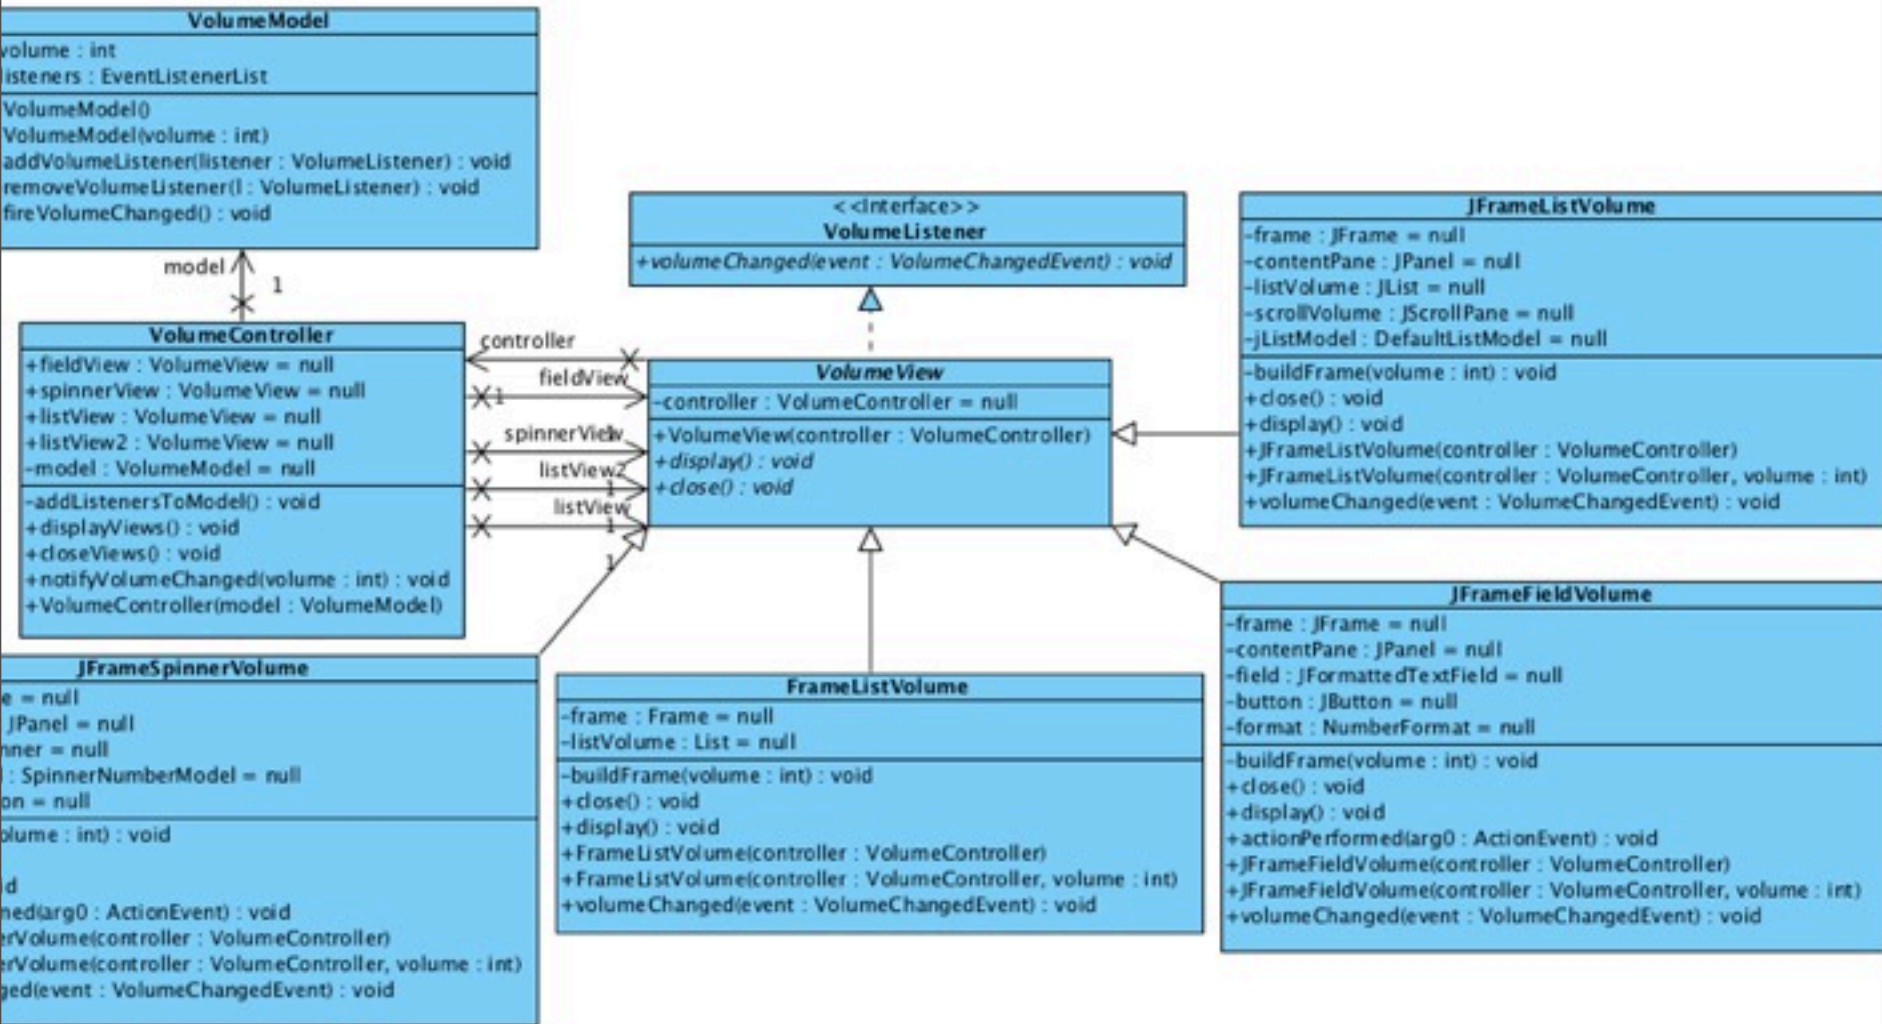 VolumeModel
volume : int
listeners : EventListenerList
VolumeModel()
VolumeModel(volume : int)
addVolumeListener(listener : VolumeListener) : void
removeVolumeListener(l : VolumeListener) : void
fireVolumeChanged() : void
model
1
VolumeController
+fieldView : VolumeView = null
+spinnerView : VolumeView = null
+listView : VolumeView = null
+listView2 : VolumeView = null
-model : VolumeModel = null
-addListenersToModel() : void
+displayViews() : void
+closeViews() : void
+notifyVolumeChanged(volume : int) : void
+VolumeController(model : VolumeModel)
controller
fieldView
1
spinnerView
1
listView2
1
listView
1
1
<<Interface>>
VolumeListener
+volumeChanged(event : VolumeChangedEvent) : void
VolumeView
-controller : VolumeController = null
+VolumeView(controller : VolumeController)
+display() : void
+close() : void
JFrameListVolume
-frame : JFrame = null
-contentPane : JPanel = null
-listVolume : JList = null
-scrollVolume : JScrollPane = null
-jListModel : DefaultListModel = null
-buildFrame(volume : int) : void
+close() : void
+display() : void
+JFrameListVolume(controller : VolumeController)
+JFrameListVolume(controller : VolumeController, volume : int)
+volumeChanged(event : VolumeChangedEvent) : void
JFrameSpinnerVolume
e = null
JPanel = null
nner = null
: SpinnerNumberModel = null
on = null
olume : int) : void
id
ned(arg0 : ActionEvent) : void
erVolume(controller : VolumeController)
erVolume(controller : VolumeController, volume : int)
ged(event : VolumeChangedEvent) : void
FrameListVolume
-frame : Frame = null
-listVolume : List = null
-buildFrame(volume : int) : void
+close() : void
+display() : void
+FrameListVolume(controller : VolumeController)
+FrameListVolume(controller : VolumeController, volume : int)
+volumeChanged(event : VolumeChangedEvent) : void
JFrameFieldVolume
-frame : JFrame = null
-contentPane : JPanel = null
-field : JFormattedTextField = null
-button : JButton = null
-format : NumberFormat = null
-buildFrame(volume : int) : void
+close() : void
+display() : void
+actionPerformed(arg0 : ActionEvent) : void
+JFrameFieldVolume(controller : VolumeController)
+JFrameFieldVolume(controller : VolumeController, volume : int)
+volumeChanged(event : VolumeChangedEvent) : void